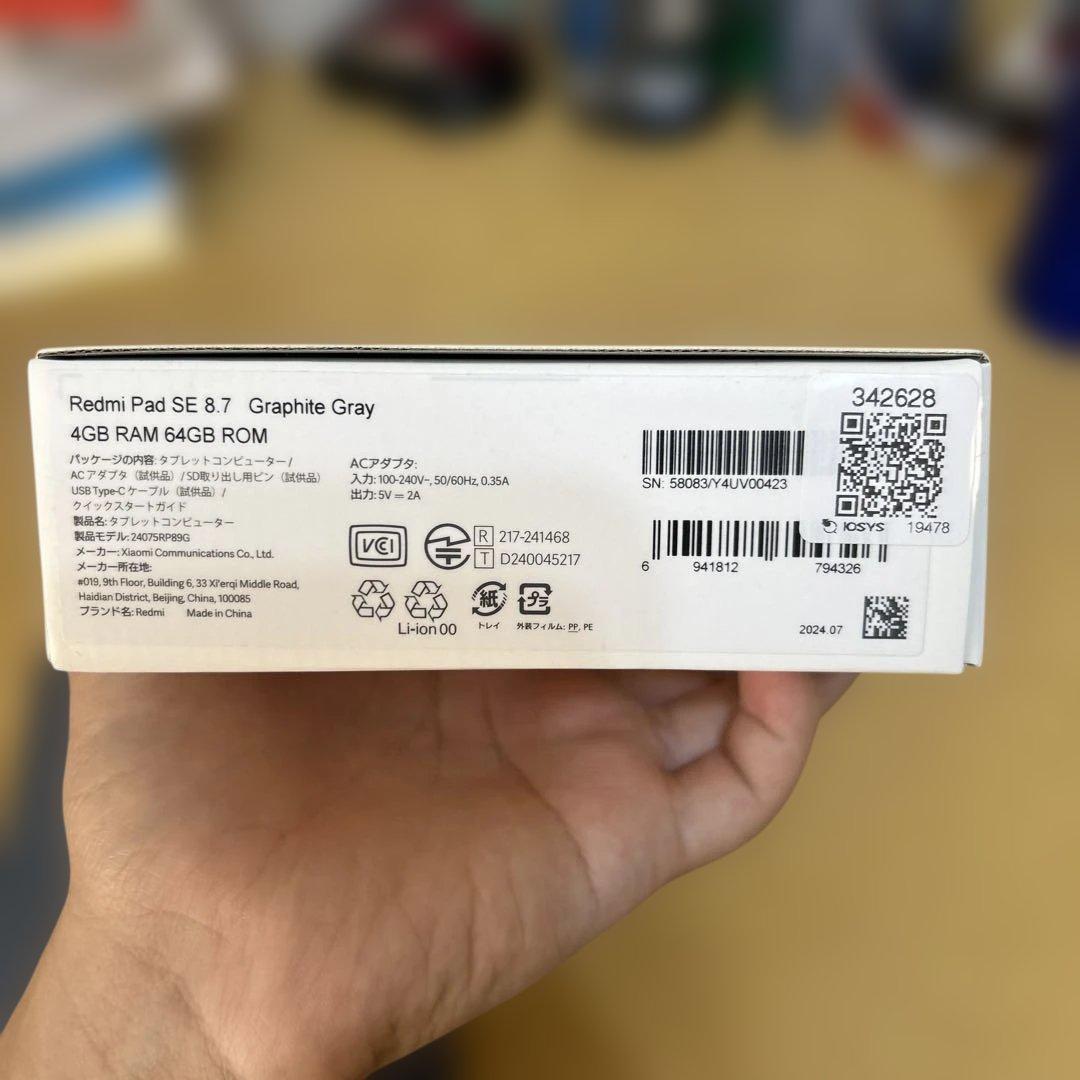 Redmi Pad SE 8.7 Graphite Gray
4GB RAM 64GB ROM
パッケージの内容: タブレットコンピューター /
ACアダプタ（試供品）/ SD取り出し用ピン（試供品）
USB Type-C ケーブル（試供品）/
クイックスタートガイド
製品名: タブレットコンピューター
製品モデル: 24075RP89G
メーカー: Xiaomi Communications Co., Ltd.
メーカー所在地:
#019, 9th Floor, Building 6, 33 Xi'erqi Middle Road,
Haidian District, Beijing, China, 100085
ブランド名: Redmi Made in China
ACアダプタ:
入力: 100-240V~, 50/60Hz, 0.35A
出力: 5V = 2A
VCCI
R 217-241468
T D240045217
Li-ion 00
紙
トレイ
プラ
外装フィルム: PP, PE
SN: 58083/Y4UV00423
6 941812 794326
2024.07
342628
IOSYS 19478